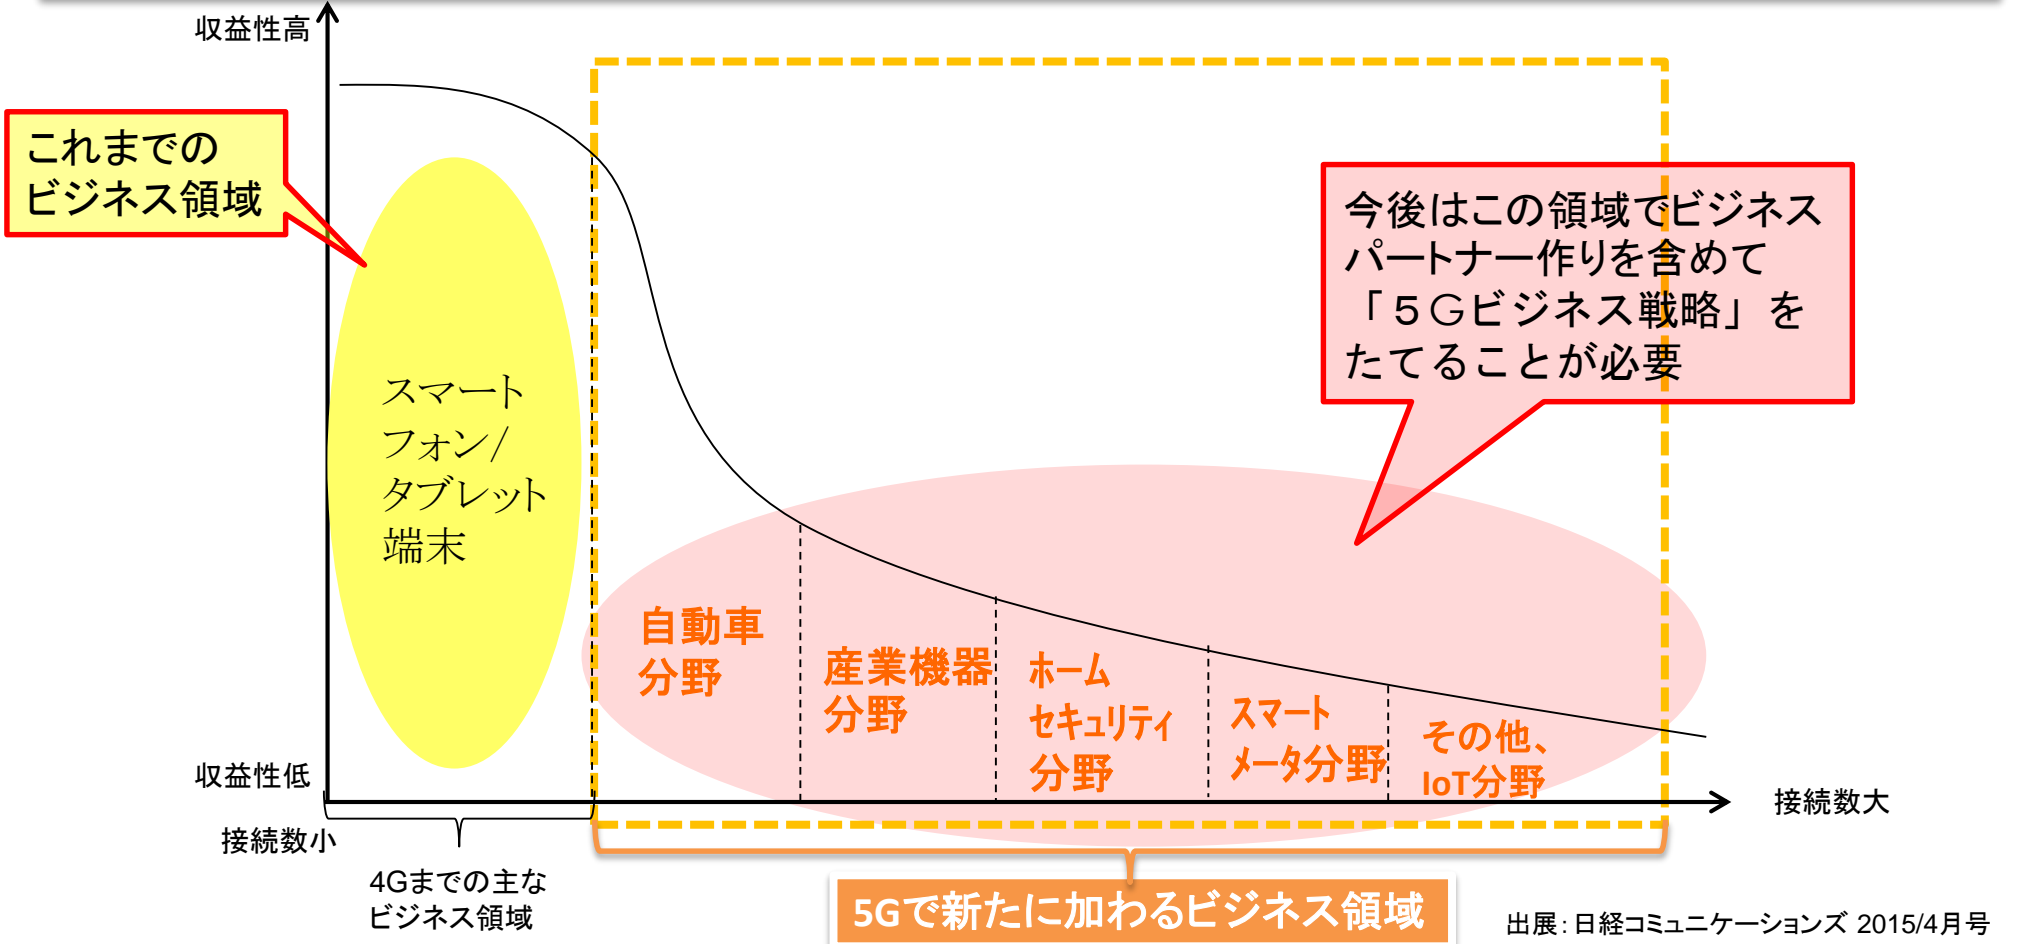 収益性高
これまでの
ビジネス領域
今後はこの領域でビジネス
パートナー作りを含めて
「５Gビジネス戦略」を
たてることが必要
スマート
フォン/
タブレット
端末
自動車
分野
産業機器
分野
ホーム
セキュリティ
分野
スマート
メータ分野
その他、
IoT分野
収益性低
接続数大
接続数小
4Gまでの主な
ビジネス領域
5Gで新たに加わるビジネス領域
出展：日経コミュニケーションズ 2015/4月号